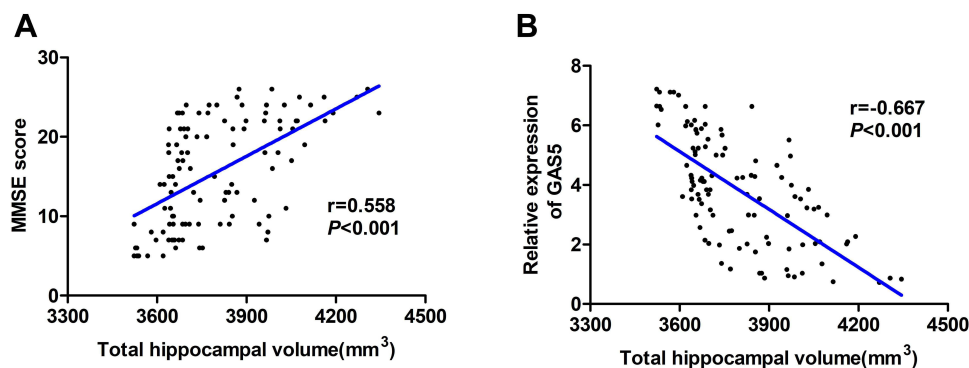 A
MMSE score
30
20
10
0
r=0.558
P<0.001
3300 3600 3900 4200 4500
Total hippocampal volume(mm3)
B
Relative expression
of GAS5
8
6
4
2
0
r=-0.667
P<0.001
3300 3600 3900 4200 4500
Total hippocampal volume(mm3)